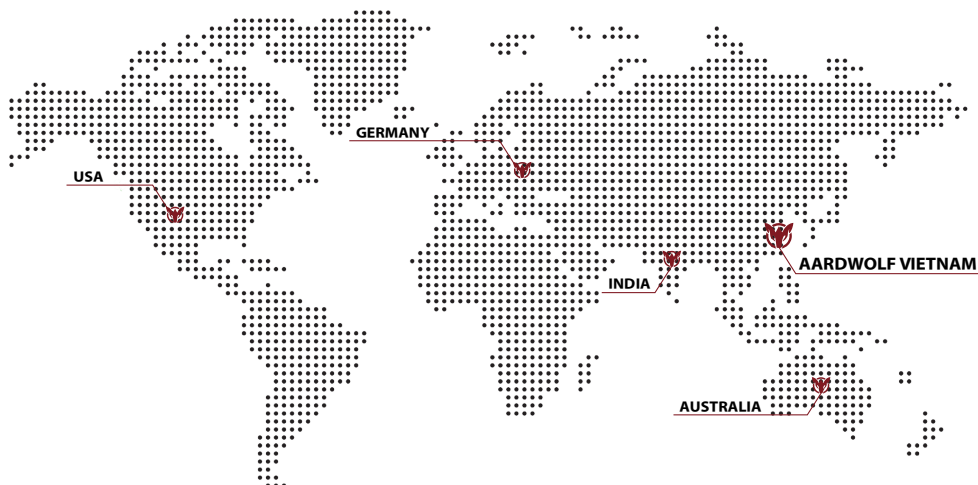 GERMANY
USA
AARDWOLF VIETNAM
INDIA
AUSTRALIA